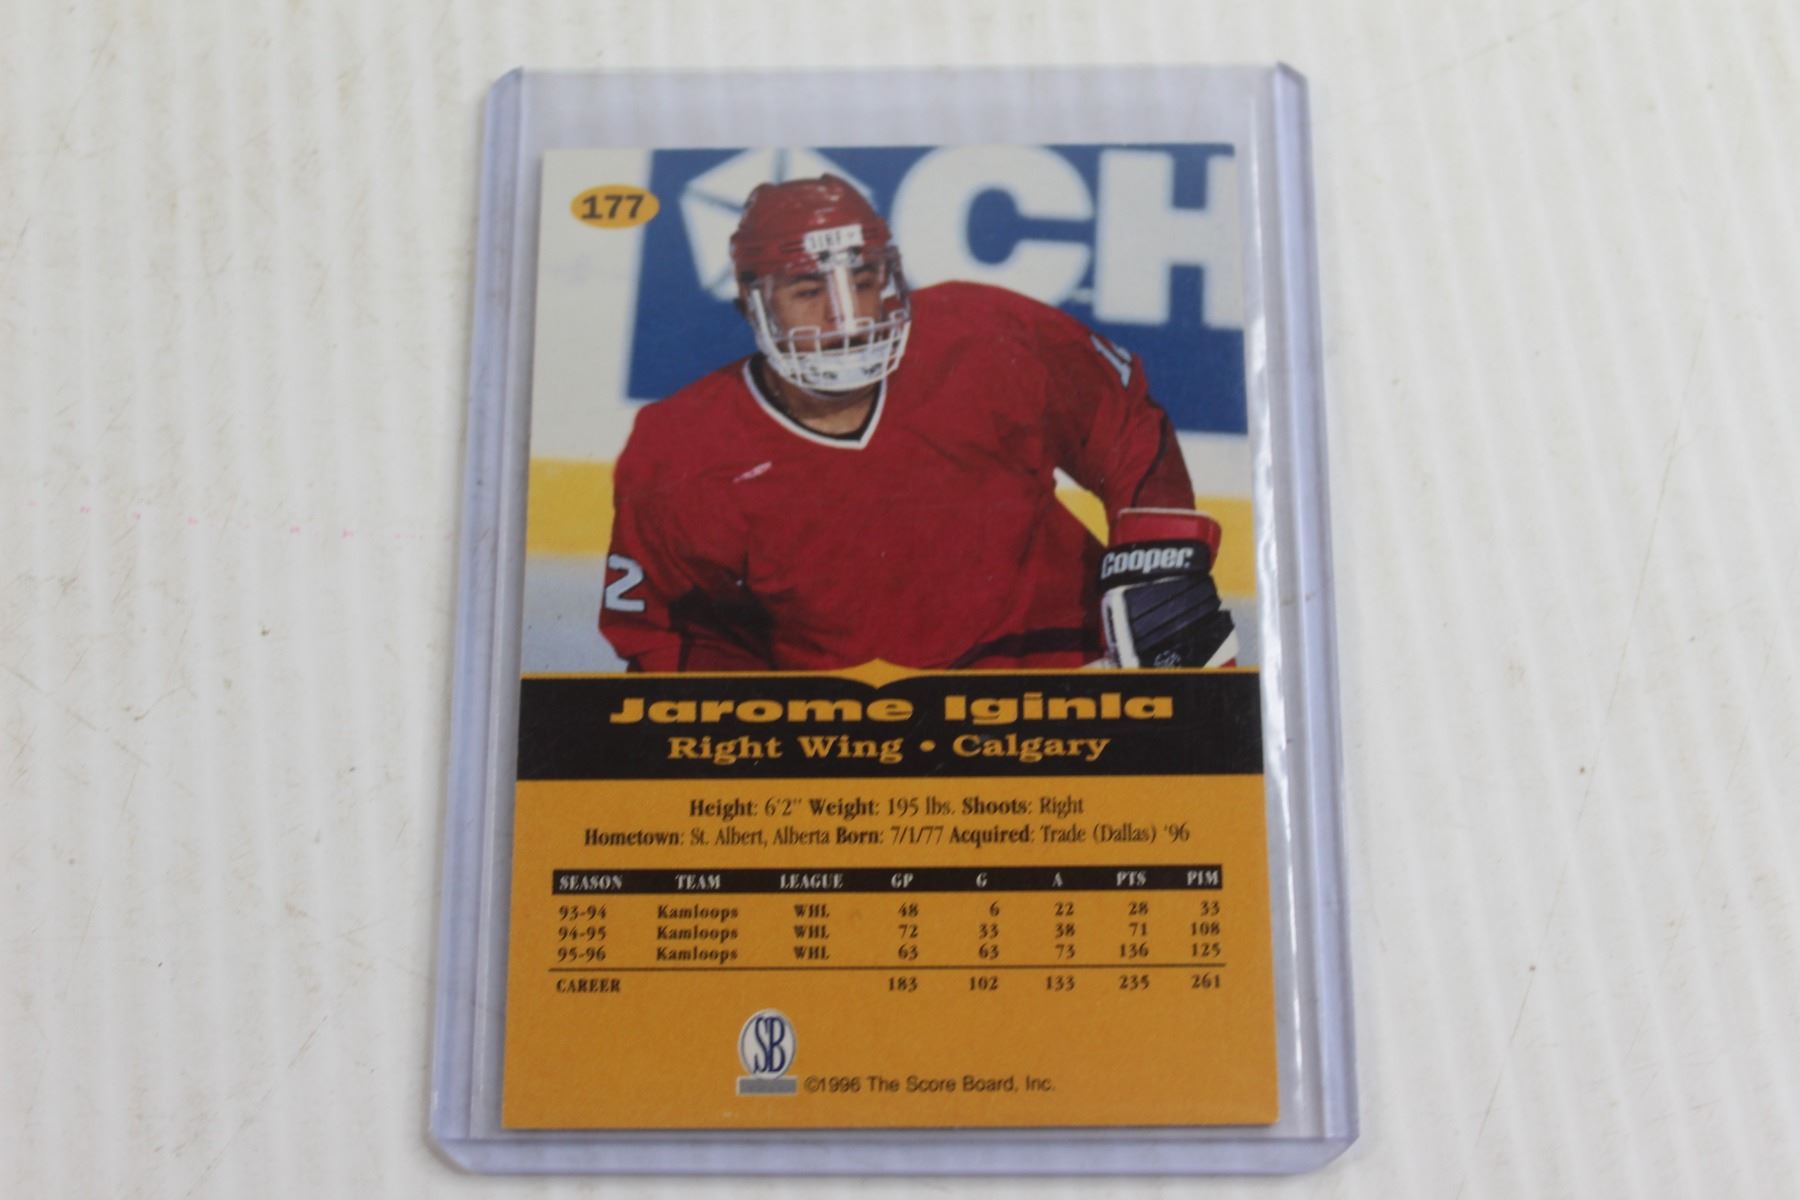 177
CH
IIHF
12
2
Cooper.
Jarome Iginla
Right Wing • Calgary
Height: 6'2" Weight: 195 lbs. Shoots: Right
Hometown: St. Albert, Alberta Born: 7/1/77 Acquired: Trade (Dallas) '96
SEASON TEAM LEAGUE GP G A PTS PIM
93-94 Kamloops WHL 48 6 22 28 33
94-95 Kamloops WHL 72 33 38 71 108
95-96 Kamloops WHL 63 63 73 136 125
CAREER 183 102 133 235 261
SB
©1996 The Score Board, Inc.